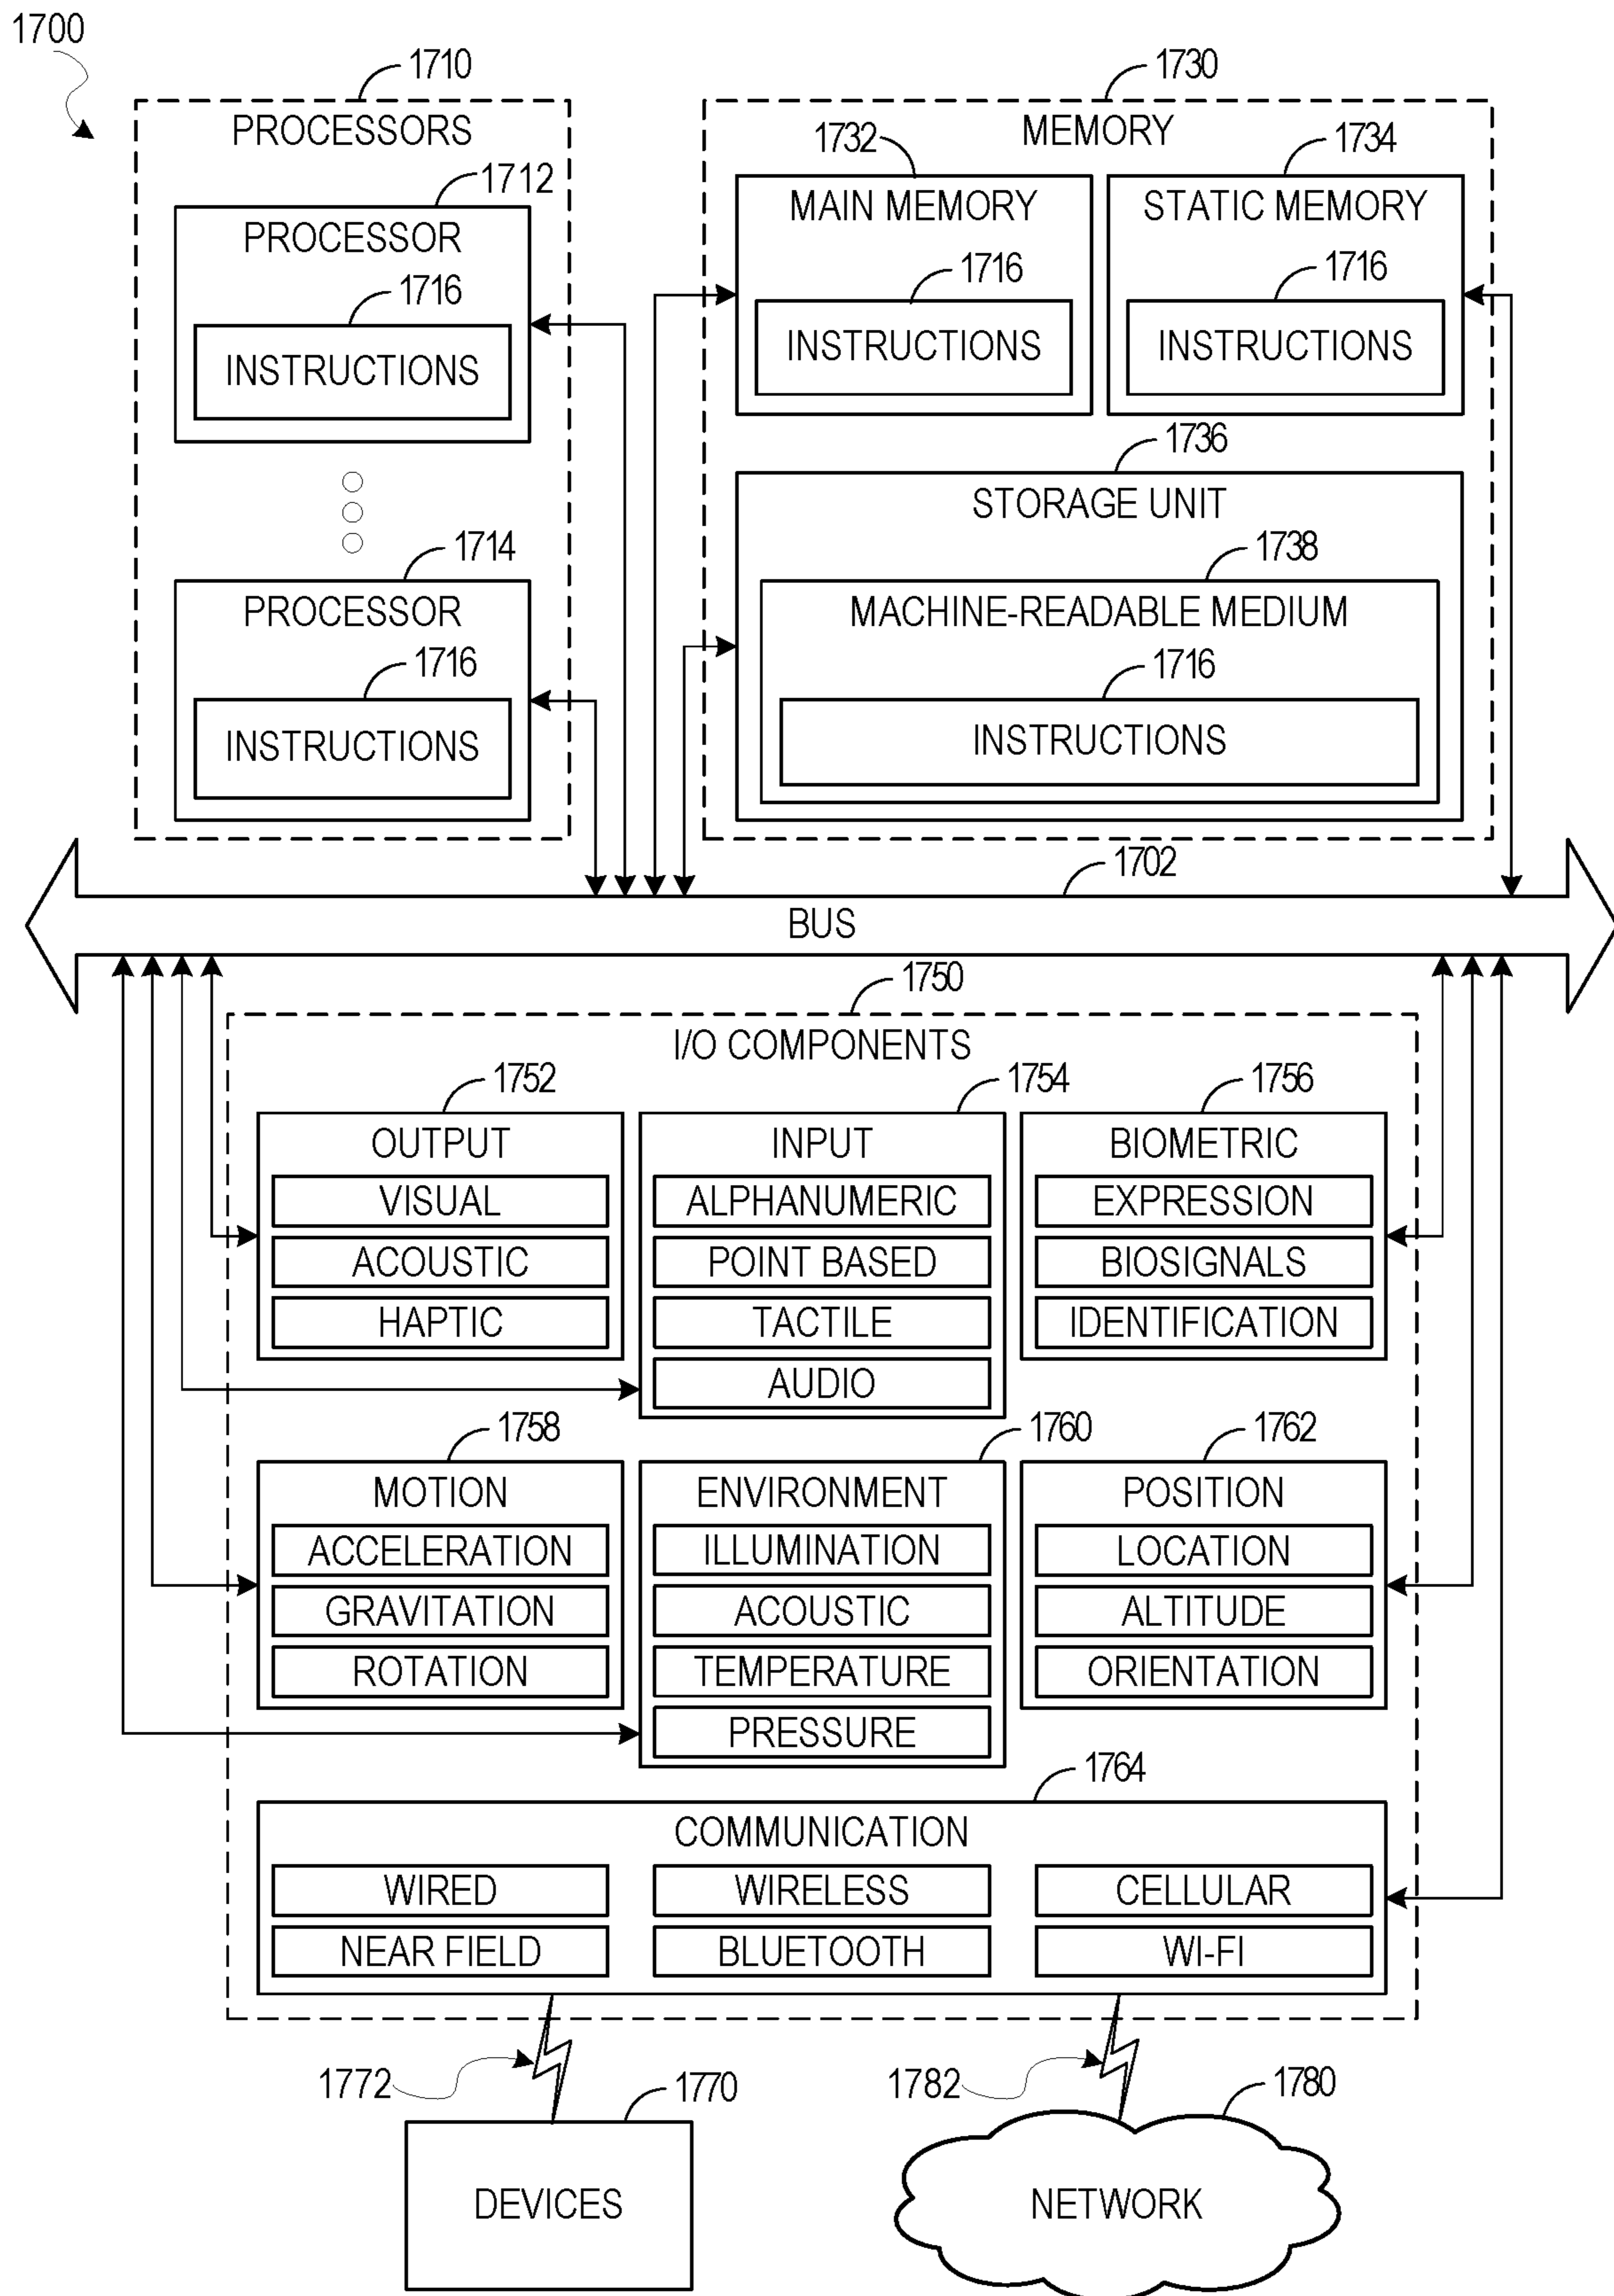 1700
1710
PROCESSORS
1712
PROCESSOR
1716
INSTRUCTIONS
1714
PROCESSOR
1716
INSTRUCTIONS
1730
MEMORY
1732
MAIN MEMORY
1716
INSTRUCTIONS
1734
STATIC MEMORY
1716
INSTRUCTIONS
1736
STORAGE UNIT
1738
MACHINE-READABLE MEDIUM
1716
INSTRUCTIONS
1702
BUS
1750
I/O COMPONENTS
1752
OUTPUT
VISUAL
ACOUSTIC
HAPTIC
1754
INPUT
ALPHANUMERIC
POINT BASED
TACTILE
AUDIO
1756
BIOMETRIC
EXPRESSION
BIOSIGNALS
IDENTIFICATION
1758
MOTION
ACCELERATION
GRAVITATION
ROTATION
1760
ENVIRONMENT
ILLUMINATION
ACOUSTIC
TEMPERATURE
PRESSURE
1762
POSITION
LOCATION
ALTITUDE
ORIENTATION
1764
COMMUNICATION
WIRED
WIRELESS
CELLULAR
NEAR FIELD
BLUETOOTH
WI-FI
1772
1770
DEVICES
1782
1780
NETWORK